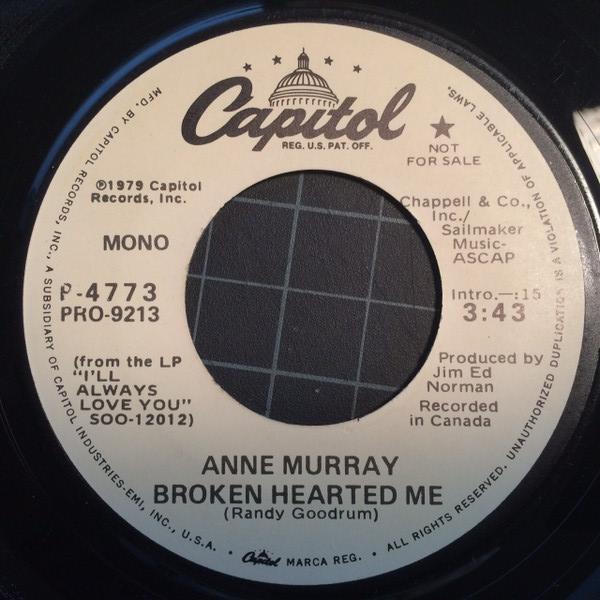 Capitol
REG. U.S. PAT. OFF.
NOT
FOR SALE
℗1979 Capitol
Records, Inc.
MONO
P-4773
PRO-9213
(from the LP
"I'LL
ALWAYS
LOVE YOU"
SOO-12012)
Chappell & Co.,
Inc./
Sailmaker
Music-
ASCAP
Intro.—:15
3:43
Produced by
Jim Ed
Norman
Recorded
in Canada
ANNE MURRAY
BROKEN HEARTED ME
(Randy Goodrum)
MFD. BY CAPITOL RECORDS, INC., A SUBSIDIARY OF CAPITOL INDUSTRIES-EMI, INC., U.S.A. • Capitol MARCA REG. • ALL RIGHTS RESERVED. UNAUTHORIZED DUPLICATION IS A VIOLATION OF APPLICABLE LAWS.